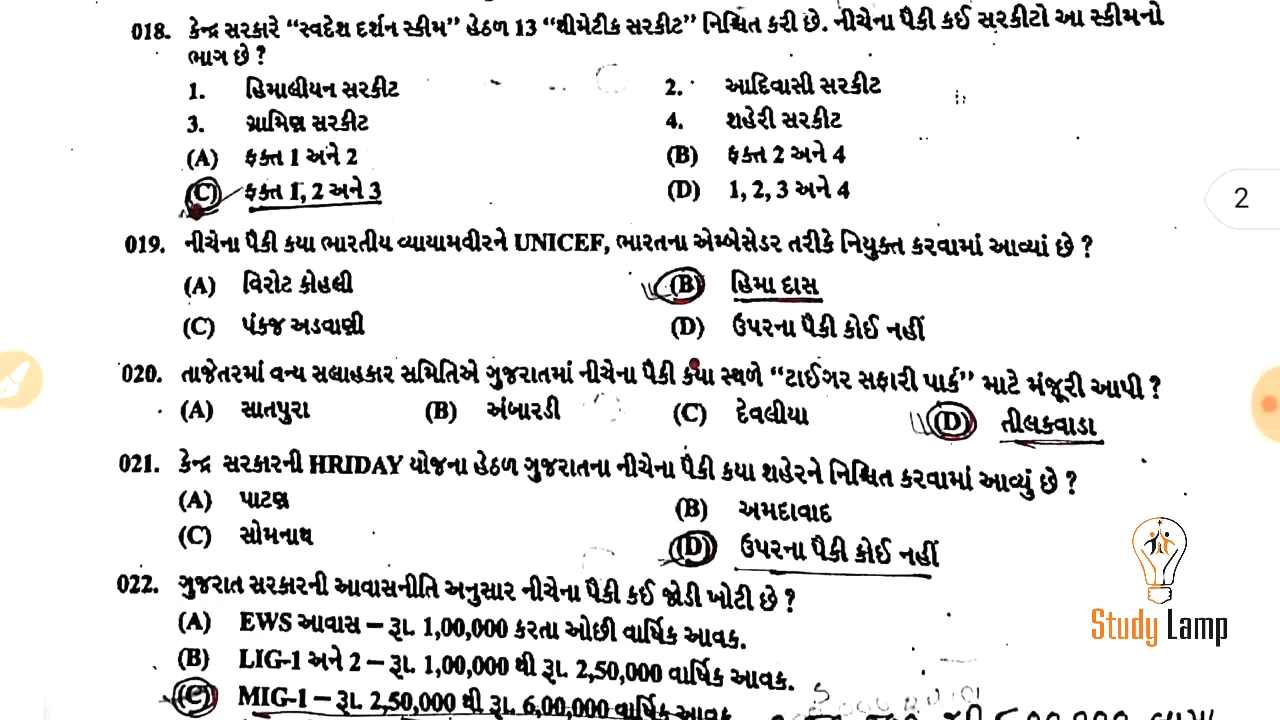 018. કેન્દ્ર સરકારે “સ્વદેશ દર્શન સ્કીમ” હેઠળ 13 “થીમેટીક સરકીટ” નિશ્ચિત કરી છે. નીચેના પૈકી કઈ સરકીટો આ સ્કીમનો
ભાગ છે ?
1. હિમાલીયન સરકીટ 2. આદિવાસી સરકીટ
3. ગ્રામિણ સરકીટ 4. શહેરી સરકીટ
(A) ફક્ત 1 અને 2 (B) ફક્ત 2 અને 4
(C) ફક્ત 1, 2 અને 3 (D) 1, 2, 3 અને 4
2
019. નીચેના પૈકી કયા ભારતીય વ્યાયામવીરને UNICEF, ભારતના એમ્બેસેડર તરીકે નિયુક્ત કરવામાં આવ્યાં છે ?
(A) વિરોટ કોહલી (B) હિમા દાસ
(C) પંકજ અડવાણી (D) ઉપરના પૈકી કોઈ નહીં
020. તાજેતરમાં વન્ય સલાહકાર સમિતિએ ગુજરાતમાં નીચેના પૈકી કયા સ્થળે “ટાઈગર સફારી પાર્ક” માટે મંજૂરી આપી ?
(A) સાતપુરા (B) અંબારડી (C) દેવલીયા (D) તીલકવાડા
021. કેન્દ્ર સરકારની HRIDAY યોજના હેઠળ ગુજરાતના નીચેના પૈકી કયા શહેરને નિશ્ચિત કરવામાં આવ્યું છે ?
(A) પાટણ (B) અમદાવાદ
(C) સોમનાથ (D) ઉપરના પૈકી કોઈ નહીં
022. ગુજરાત સરકારની આવાસનીતિ અનુસાર નીચેના પૈકી કઈ જોડી ખોટી છે ?
(A) EWS આવાસ – રૂા. 1,00,000 કરતા ઓછી વાર્ષિક આવક.
(B) LIG-1 અને 2 – રૂા. 1,00,000 થી રૂા. 2,50,000 વાર્ષિક આવક.
(C) MIG-1 – રૂા. 2,50,000 થી રૂા. 6,00,000 વાર્ષિક આવક
Study Lamp